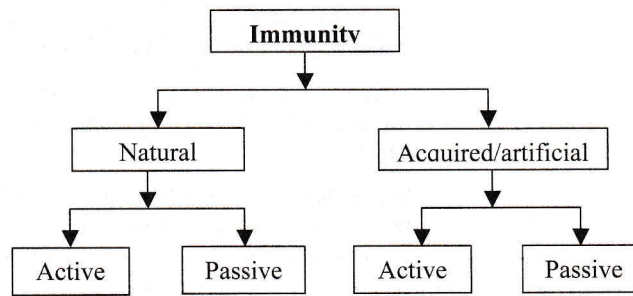 Immunity
Natural
Acquired/artificial
Active
Passive
Active
Passive